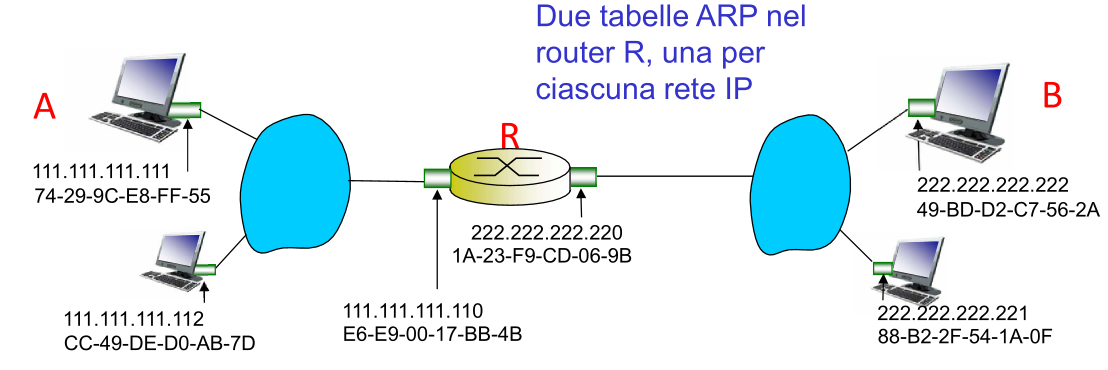 Due tabelle ARP nel
router R, una per
ciascuna rete IP
A
B
R
111.111.111.111
74-29-9C-E8-FF-55
222.222.222.222
49-BD-D2-C7-56-2A
222.222.222.220
1A-23-F9-CD-06-9B
111.111.111.112
CC-49-DE-D0-AB-7D
111.111.111.110
E6-E9-00-17-BB-4B
222.222.222.221
88-B2-2F-54-1A-0F